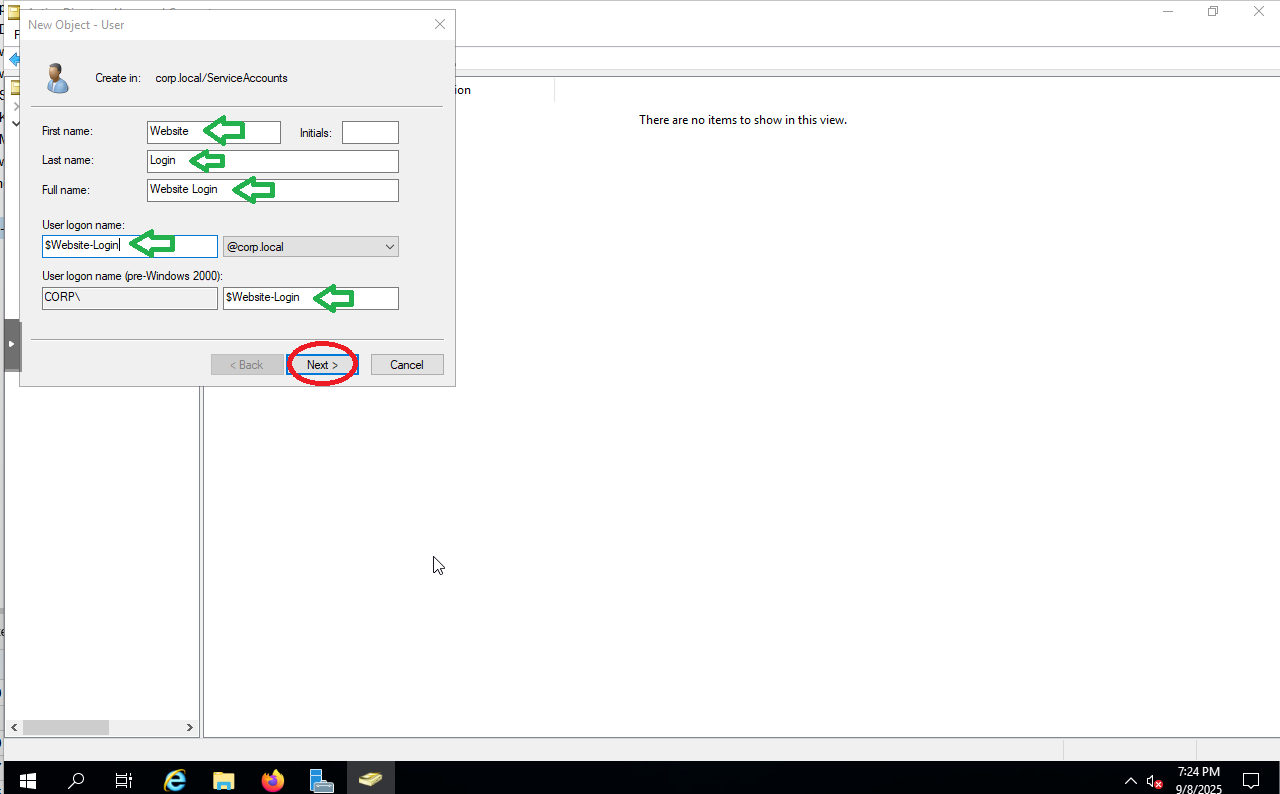 New Object - User
Create in: corp.local/ServiceAccounts
ion
There are no items to show in this view.
First name: Website Initials:
Last name: Login
Full name: Website Login
User logon name:
$Website-Login @corp.local
User logon name (pre-Windows 2000):
CORP\ $Website-Login
< Back Next > Cancel
7:24 PM
9/8/2025